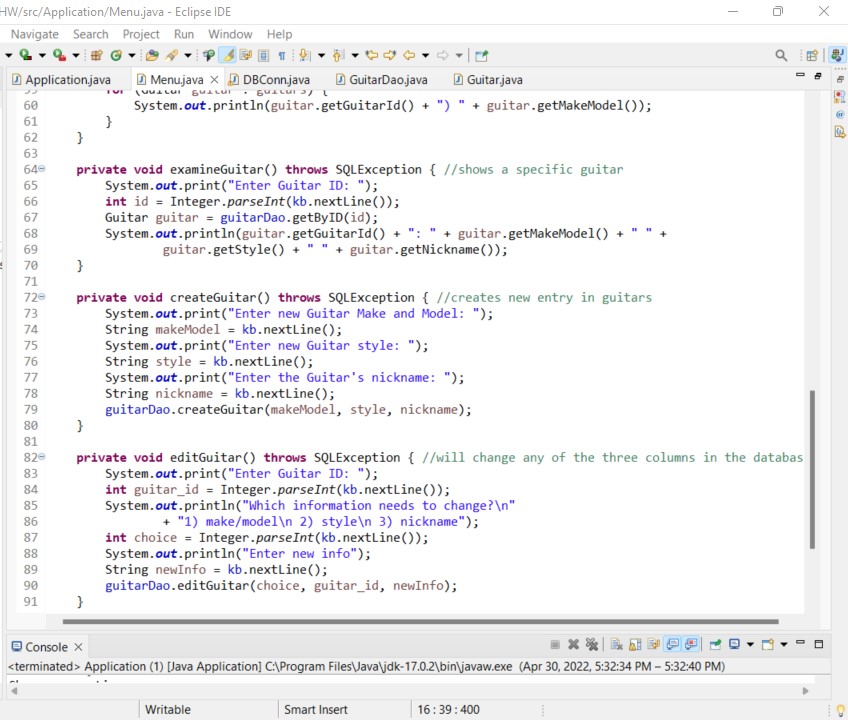 HW/src/Application/Menu.java - Eclipse IDE
Navigate Search Project Run Window Help
Application.java Menu.java DBConn.java GuitarDao.java Guitar.java
59 for (Guitar guitar : guitars) {
60 System.out.println(guitar.getGuitarId() + ") " + guitar.getMakeModel());
61 }
62 }
63
64 private void examineGuitar() throws SQLException { //shows a specific guitar
65 System.out.print("Enter Guitar ID: ");
66 int id = Integer.parseInt(kb.nextLine());
67 Guitar guitar = guitarDao.getByID(id);
68 System.out.println(guitar.getGuitarId() + ": " + guitar.getMakeModel() + " " +
69 guitar.getStyle() + " " + guitar.getNickname());
70 }
71
72 private void createGuitar() throws SQLException { //creates new entry in guitars
73 System.out.print("Enter new Guitar Make and Model: ");
74 String makeModel = kb.nextLine();
75 System.out.print("Enter new Guitar style: ");
76 String style = kb.nextLine();
77 System.out.print("Enter the Guitar's nickname: ");
78 String nickname = kb.nextLine();
79 guitarDao.createGuitar(makeModel, style, nickname);
80 }
81
82 private void editGuitar() throws SQLException { //will change any of the three columns in the databas
83 System.out.print("Enter Guitar ID: ");
84 int guitar_id = Integer.parseInt(kb.nextLine());
85 System.out.println("Which information needs to change?\n"
86 + "1) make/model\n 2) style\n 3) nickname");
87 int choice = Integer.parseInt(kb.nextLine());
88 System.out.println("Enter new info");
89 String newInfo = kb.nextLine();
90 guitarDao.editGuitar(choice, guitar_id, newInfo);
91 }
Console
<terminated> Application (1) [Java Application] C:\Program Files\Java\jdk-17.0.2\bin\javaw.exe (Apr 30, 2022, 5:32:34 PM – 5:32:40 PM)
Writable Smart Insert 16 : 39 : 400